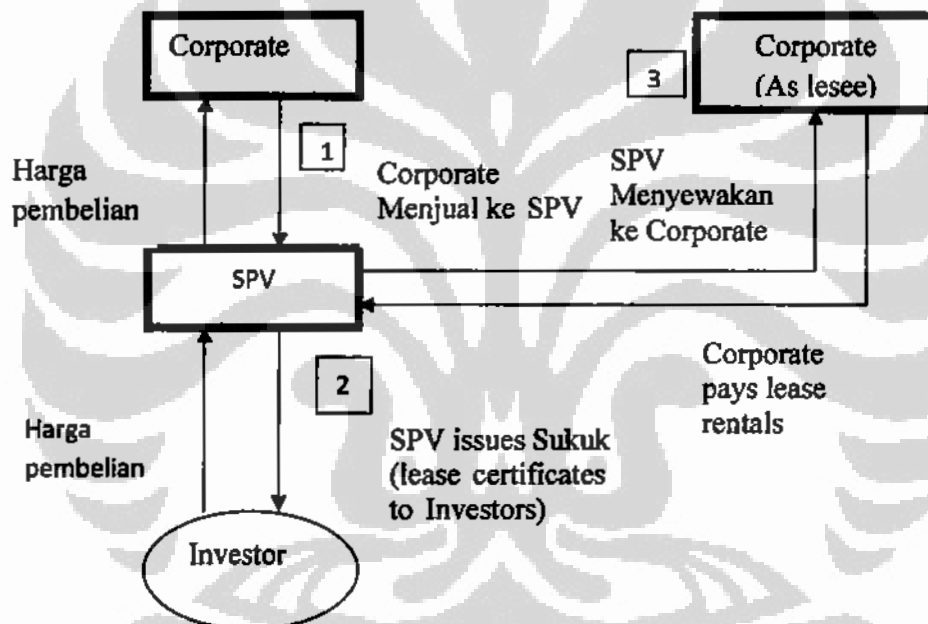 Corporate
3
Corporate
(As lesee)
1
Harga
pembelian
Corporate
Menjual ke SPV
SPV
Menyewakan
ke Corporate
SPV
2
Corporate
pays lease
rentals
Harga
pembelian
SPV issues Sukuk
(lease certificates
to Investors)
Investor